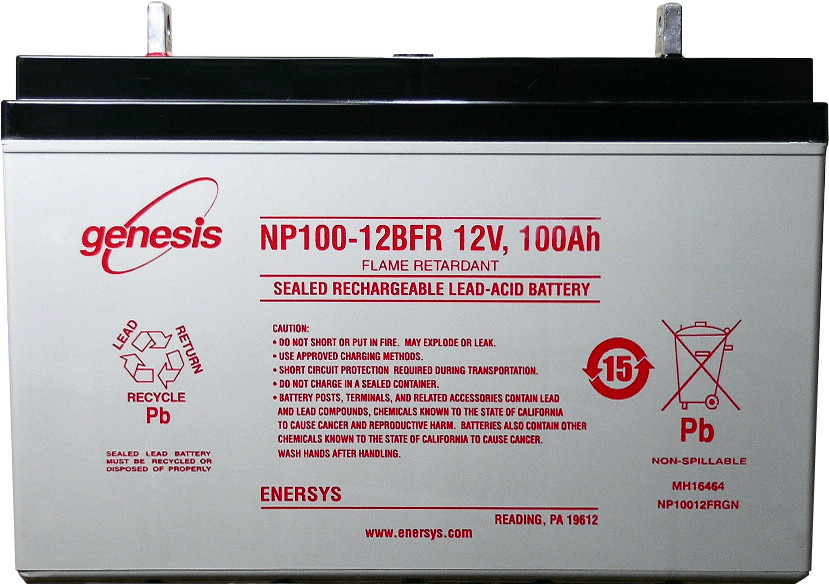 genesis
NP100-12BFR 12V, 100Ah
FLAME RETARDANT
SEALED RECHARGEABLE LEAD-ACID BATTERY
LEAD RETURN
RECYCLE
Pb
SEALED LEAD BATTERY
MUST BE RECYCLED OR
DISPOSED OF PROPERLY
CAUTION:
• DO NOT SHORT OR PUT IN FIRE. MAY EXPLODE OR LEAK.
• USE APPROVED CHARGING METHODS.
• SHORT CIRCUIT PROTECTION REQUIRED DURING TRANSPORTATION.
• DO NOT CHARGE IN A SEALED CONTAINER.
• BATTERY POSTS, TERMINALS, AND RELATED ACCESSORIES CONTAIN LEAD
AND LEAD COMPOUNDS, CHEMICALS KNOWN TO THE STATE OF CALIFORNIA
TO CAUSE CANCER AND REPRODUCTIVE HARM. BATTERIES ALSO CONTAIN OTHER
CHEMICALS KNOWN TO THE STATE OF CALIFORNIA TO CAUSE CANCER.
WASH HANDS AFTER HANDLING.
15
Pb
NON-SPILLABLE
MH16464
NP10012FRGN
ENERSYS
READING, PA 19612
www.enersys.com